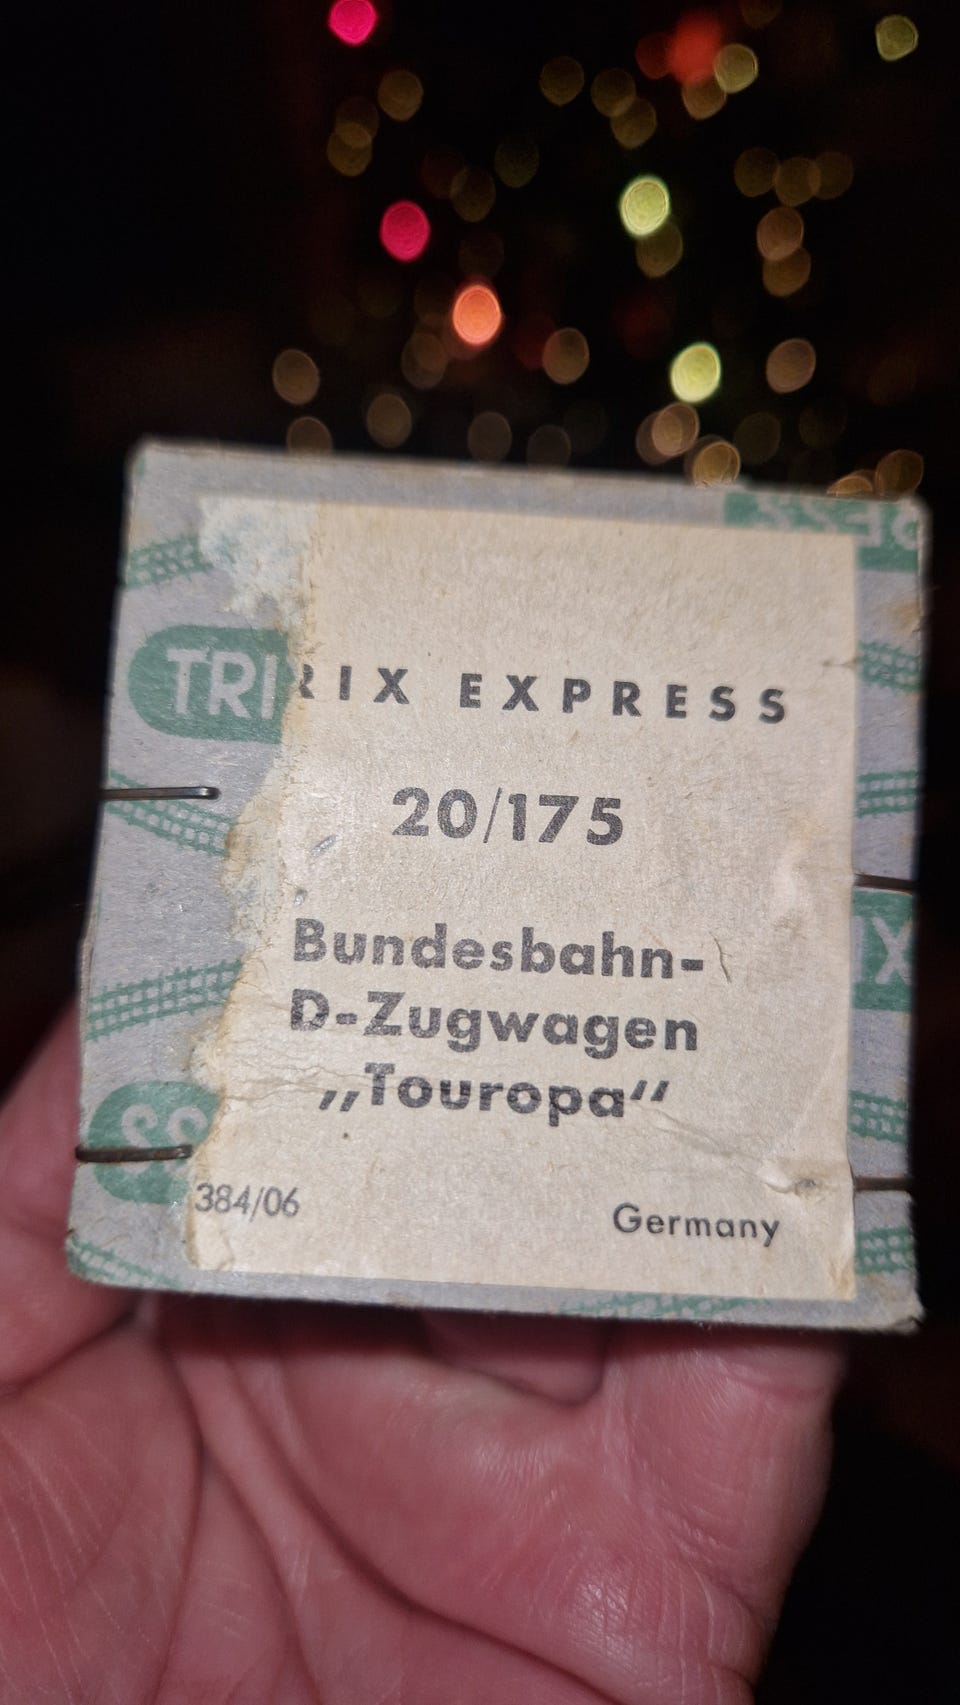 TRI
RIX EXPRESS
20/175
Bundesbahn-
D-Zugwagen
„Touropa“
384/06
Germany